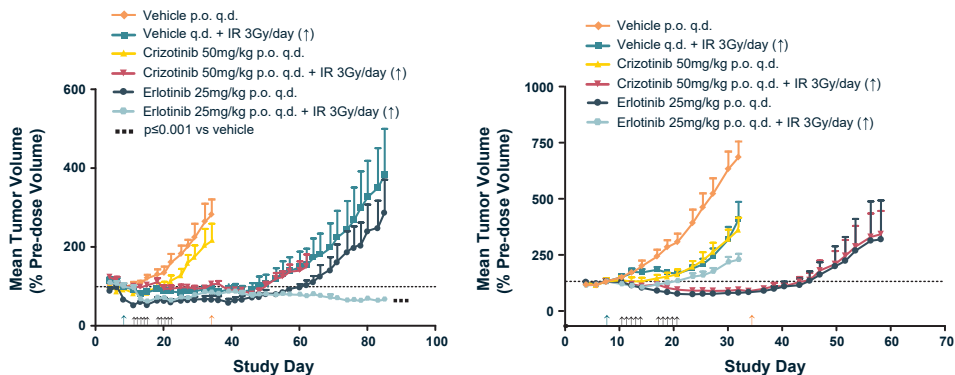 Vehicle p.o. q.d.
Vehicle q.d. + IR 3Gy/day (↑)
Crizotinib 50mg/kg p.o. q.d.
Crizotinib 50mg/kg p.o. q.d. + IR 3Gy/day (↑)
Erlotinib 25mg/kg p.o. q.d.
Erlotinib 25mg/kg p.o. q.d. + IR 3Gy/day (↑)
p≤0.001 vs vehicle
Mean Tumor Volume
(% Pre-dose Volume)
600
400
200
100
0
0
20
40
60
80
100
Study Day
Vehicle p.o. q.d.
Vehicle q.d. + IR 3Gy/day (↑)
Crizotinib 50mg/kg p.o. q.d.
Crizotinib 50mg/kg p.o. q.d. + IR 3Gy/day (↑)
Erlotinib 25mg/kg p.o. q.d.
Erlotinib 25mg/kg p.o. q.d. + IR 3Gy/day (↑)
Mean Tumor Volume
(% Pre-dose Volume)
1000
750
500
250
0
0
10
20
30
40
50
60
70
Study Day